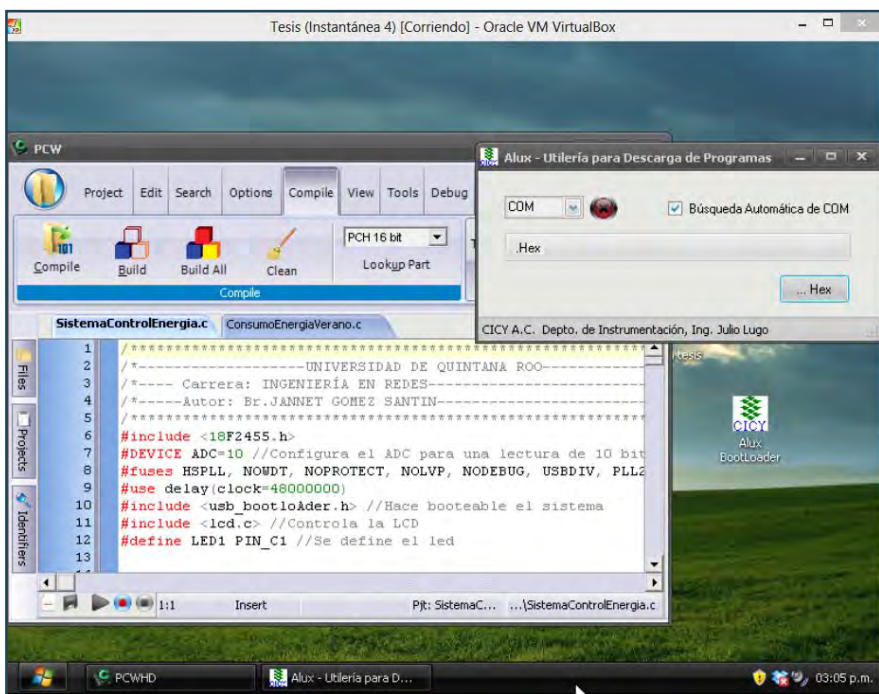 Tesis (Instantánea 4) [Corriendo] - Oracle VM VirtualBox
PCW
Project Edit Search Options Compile View Tools Debug
Compile
Build
Build All
Clean
PCH 16 bit
Lookup Part
Compile
Alux - Utilería para Descarga de Programas
COM
Búsqueda Automática de COM
.Hex
... Hex
CICY A.C. Depto. de Instrumentación, Ing. Julio Lugo
SistemaControlEnergia.c ConsumoEnergiaVerano.c
Files
Projects
Identifiers
1 /************************************************************
2 /*--------------------UNIVERSIDAD DE QUINTANA ROO------------
3 /*----- Carrera: INGENIERÍA EN REDES-------------------------
4 /*-----Autor: Br.JANNET GOMEZ SANTIN-------------------------
5 /************************************************************
6 #include <18F2455.h>
7 #DEVICE ADC=10 //Configura el ADC para una lectura de 10 bit
8 #fuses HSPLL, NOWDT, NOPROTECT, NOLVP, NODEBUG, USBDIV, PLL2
9 #use delay(clock=48000000)
10 #include <usb_bootloAder.h> //Hace booteable el sistema
11 #include <lcd.c> //Controla la LCD
12 #define LED1 PIN_C1 //Se define el led
13
1:1 Insert Pjt: SistemaC... ...\SistemaControlEnergia.c
tesis
CICY
Alux
BootLoader
PCWHD
Alux - Utilería para D...
03:05 p.m.